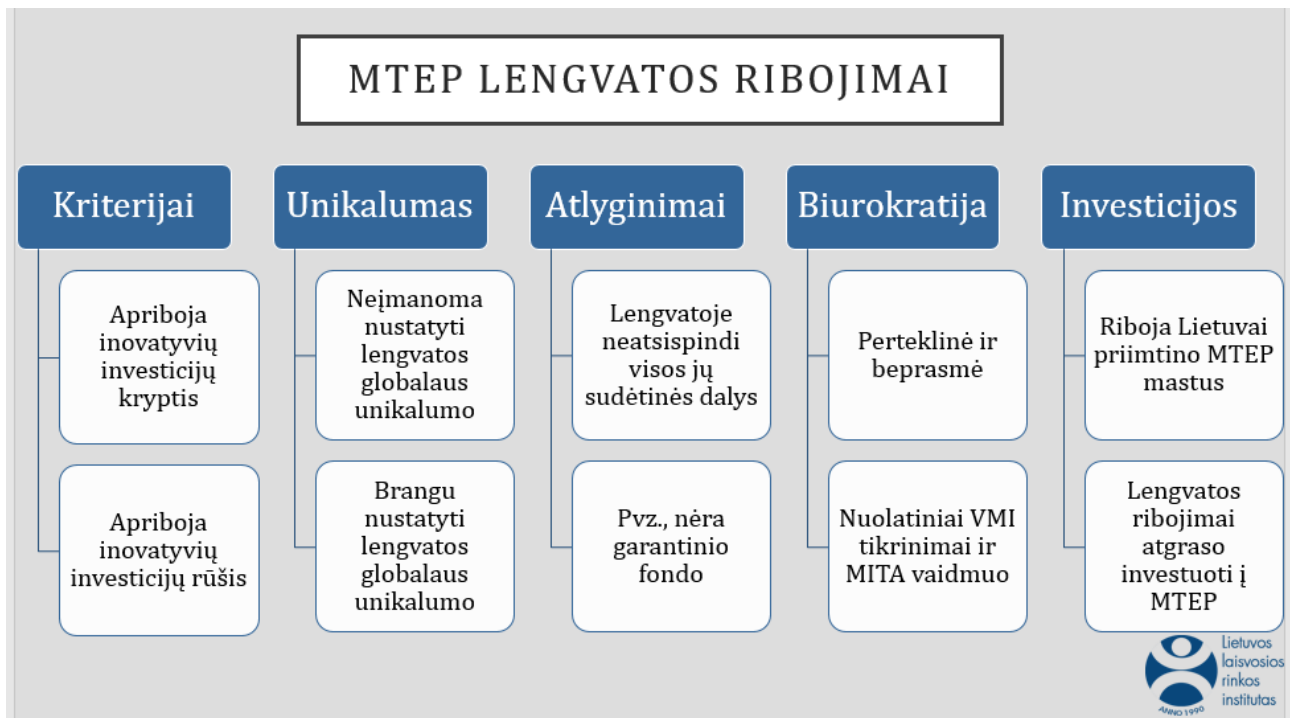 MTEP LENGVATOS RIBOJIMAI
Kriterijai
Apriboja
inovatyvių
investicijų
kryptis
Apriboja
inovatyvių
investicijų rūšis
Unikalumas
Neįmanoma
nustatyti
lengvatos
globalaus
unikalumo
Brangu
nustatyti
lengvatos
globalaus
unikalumo
Atlyginimai
Lengvatoje
neatsispindi
visos jų
sudėtinės dalys
Pvz., nėra
garantinio
fondo
Biurokratija
Perteklinė ir
beprasmė
Nuolatiniai VMI
tikrinimai ir
MITA vaidmuo
Investicijos
Riboja Lietuvai
priimtino MTEP
mastus
Lengvatos
ribojimai
atgraso
investuoti į
MTEP
Lietuvos
laisvosios
rinkos
institutas
ANNO 1990